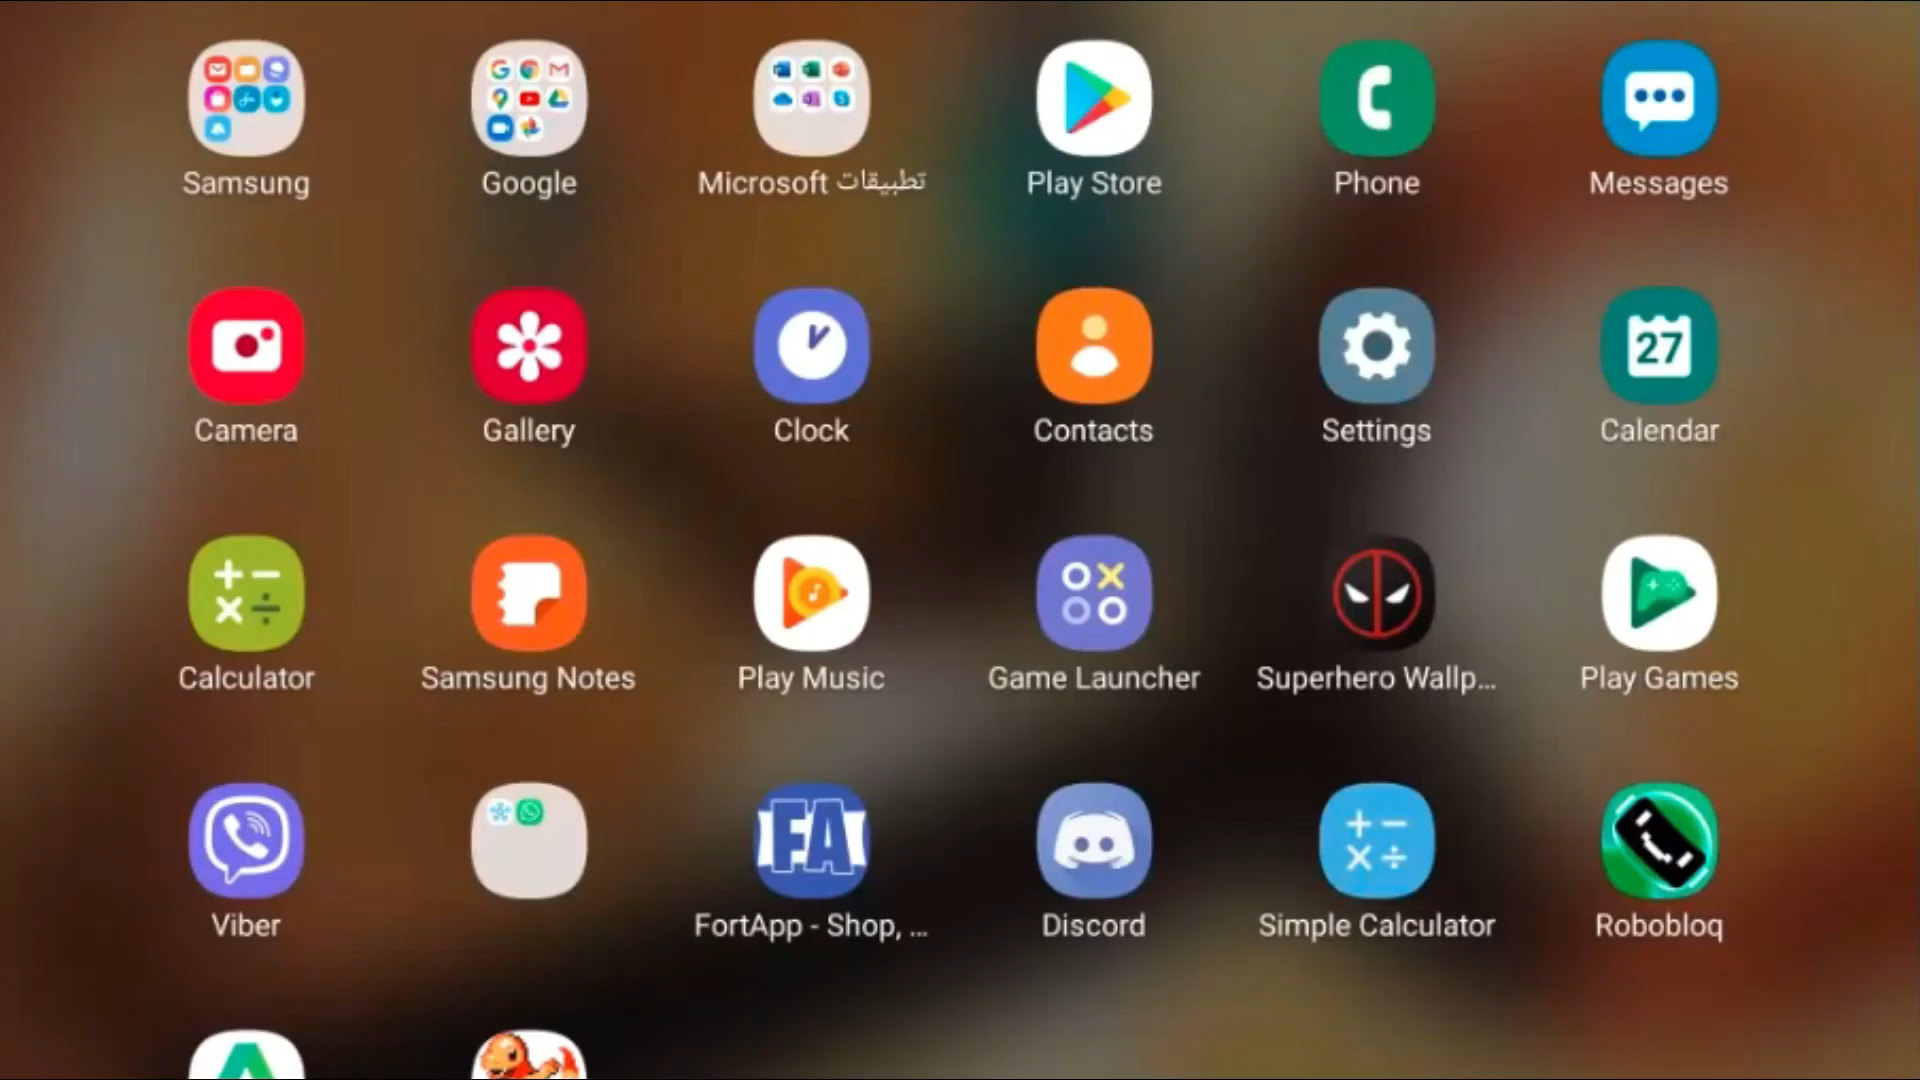 Samsung
Google
Microsoft تطبيقات
Play Store
Phone
Messages
27
Camera
Gallery
Clock
Contacts
Settings
Calendar
Calculator
Samsung Notes
Play Music
Game Launcher
Superhero Wallp...
Play Games
FA
Viber
FortApp - Shop, ...
Discord
Simple Calculator
Robobloq